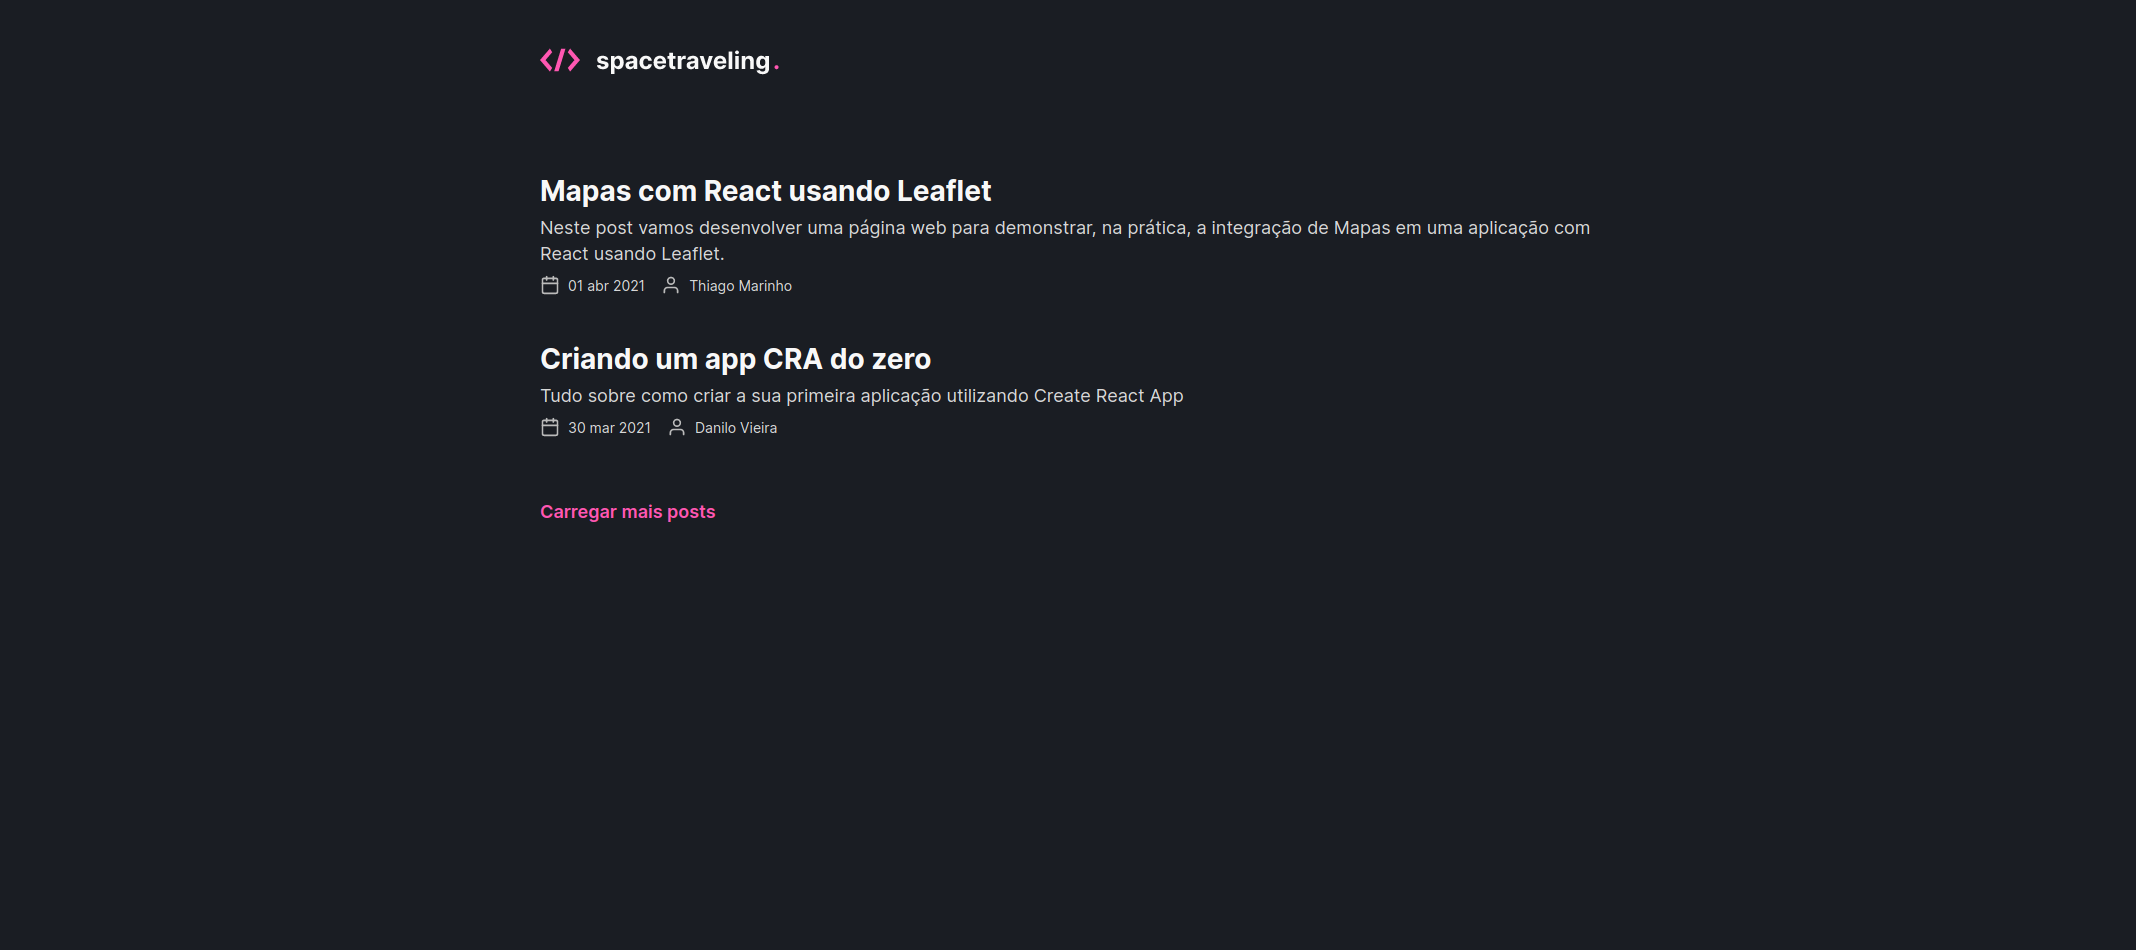 </> spacetraveling.
Mapas com React usando Leaflet
Neste post vamos desenvolver uma página web para demonstrar, na prática, a integração de Mapas em uma aplicação com
React usando Leaflet.
01 abr 2021 Thiago Marinho
Criando um app CRA do zero
Tudo sobre como criar a sua primeira aplicação utilizando Create React App
30 mar 2021 Danilo Vieira
Carregar mais posts